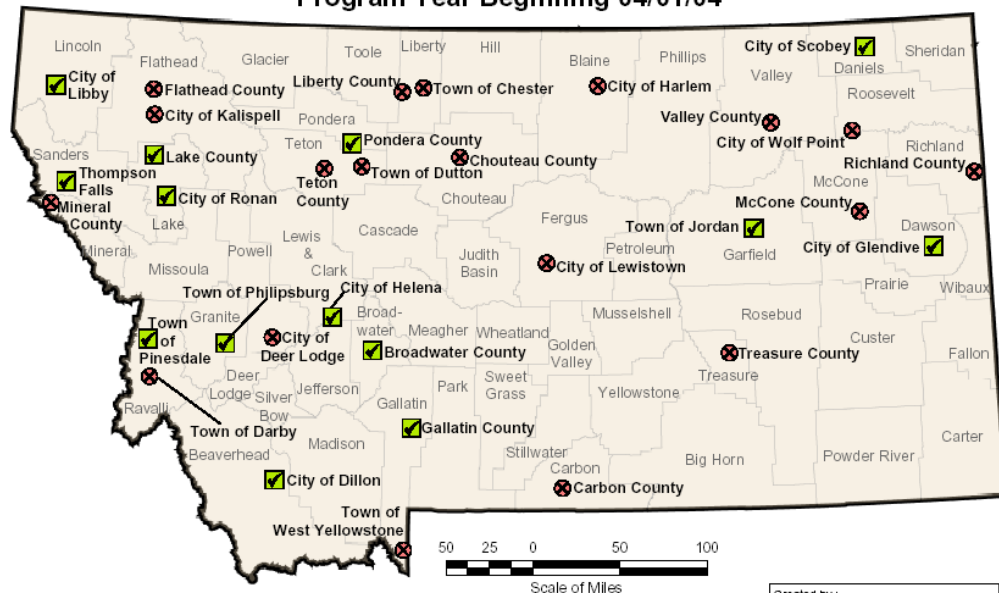 Program Year Beginning 04/01/04
Lincoln
Flathead
Glacier
Toole
Liberty
Hill
Blaine
Phillips
Valley
City of Scobey
Daniels
Sheridan
Roosevelt
City of
Libby
Flathead County
City of Kalispell
Liberty County
Town of Chester
City of Harlem
Valley County
City of Wolf Point
Richland
Richland County
Pondera
Teton
Pondera County
Sanders
Lake County
Thompson
Falls
Teton
County
Town of Dutton
Chouteau County
Chouteau
McCone
McCone County
Mineral
County
City of Ronan
Lake
Mineral
Missoula
Powell
Lewis
&
Clark
Cascade
Judith
Basin
Fergus
Petroleum
Town of Jordan
Garfield
Dawson
City of Glendive
City of Lewistown
Prairie
Wibaux
Town of Philipsburg
City of Helena
Granite
Town
of
Pinesdale
City of
Deer Lodge
Broad-
water
Meagher
Wheatland
Golden
Valley
Musselshell
Rosebud
Custer
Fallon
Broadwater County
Treasure County
Treasure
Deer
Lodge
Silver
Bow
Jefferson
Gallatin
Park
Sweet
Grass
Yellowstone
Ravalli
Town of Darby
Gallatin County
Madison
Beaverhead
Stillwater
Carbon
Big Horn
Powder River
Carter
City of Dillon
Carbon County
Town of
West Yellowstone
50 25 0 50 100
Scale of Miles